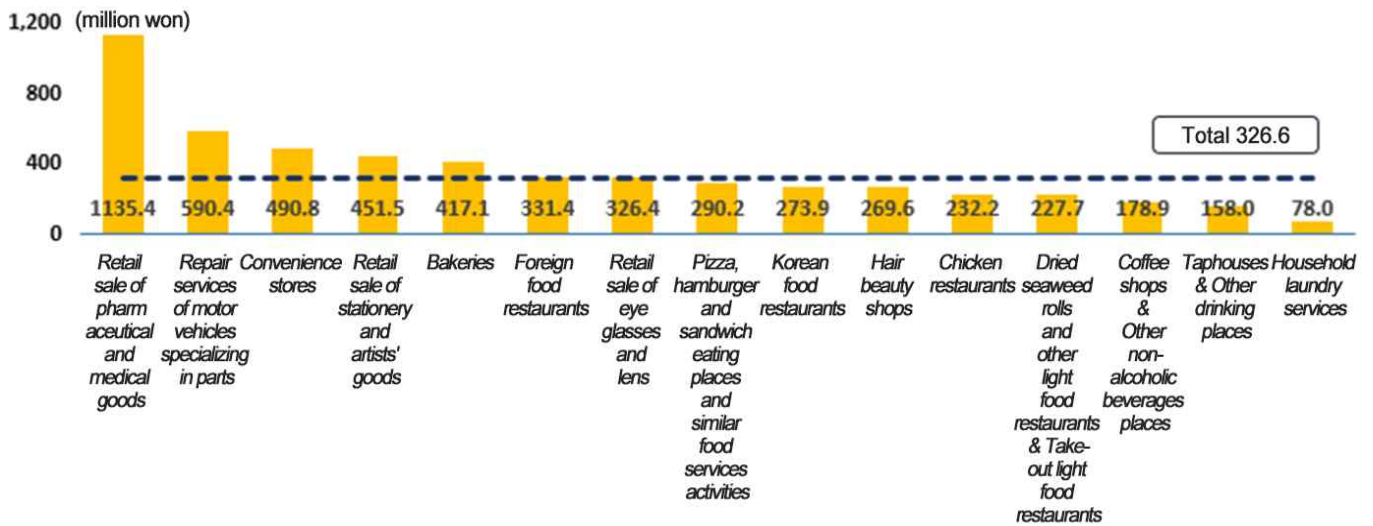 1,200 (million won)
800
Total 326.6
400
1135.4 590.4 490.8 451.5 417.1 331.4 326.4 290.2 273.9 269.6 232.2 227.7 178.9 158.0 78.0
0
Retail
sale of
pharm
aceutical
and
medical
goods
Repair
services
of motor
vehicles
specializing
in parts
Convenience
stores
Retail
sale of
stationery
and
artists'
goods
Bakeries
Foreign
food
restaurants
Retail
sale of
eye
glasses
and
lens
Pizza,
hamburger
and
sandwich
eating
places
and
similar
food
services
activities
Korean
food
restaurants
Hair
beauty
shops
Chicken
restaurants
Dried
seaweed
rolls
and
other
light
food
restaurants
& Take-
out light
food
restaurants
Coffee
shops
&
Other
non-
alcoholic
beverages
places
Taphouses
& Other
drinking
places
Household
laundry
services